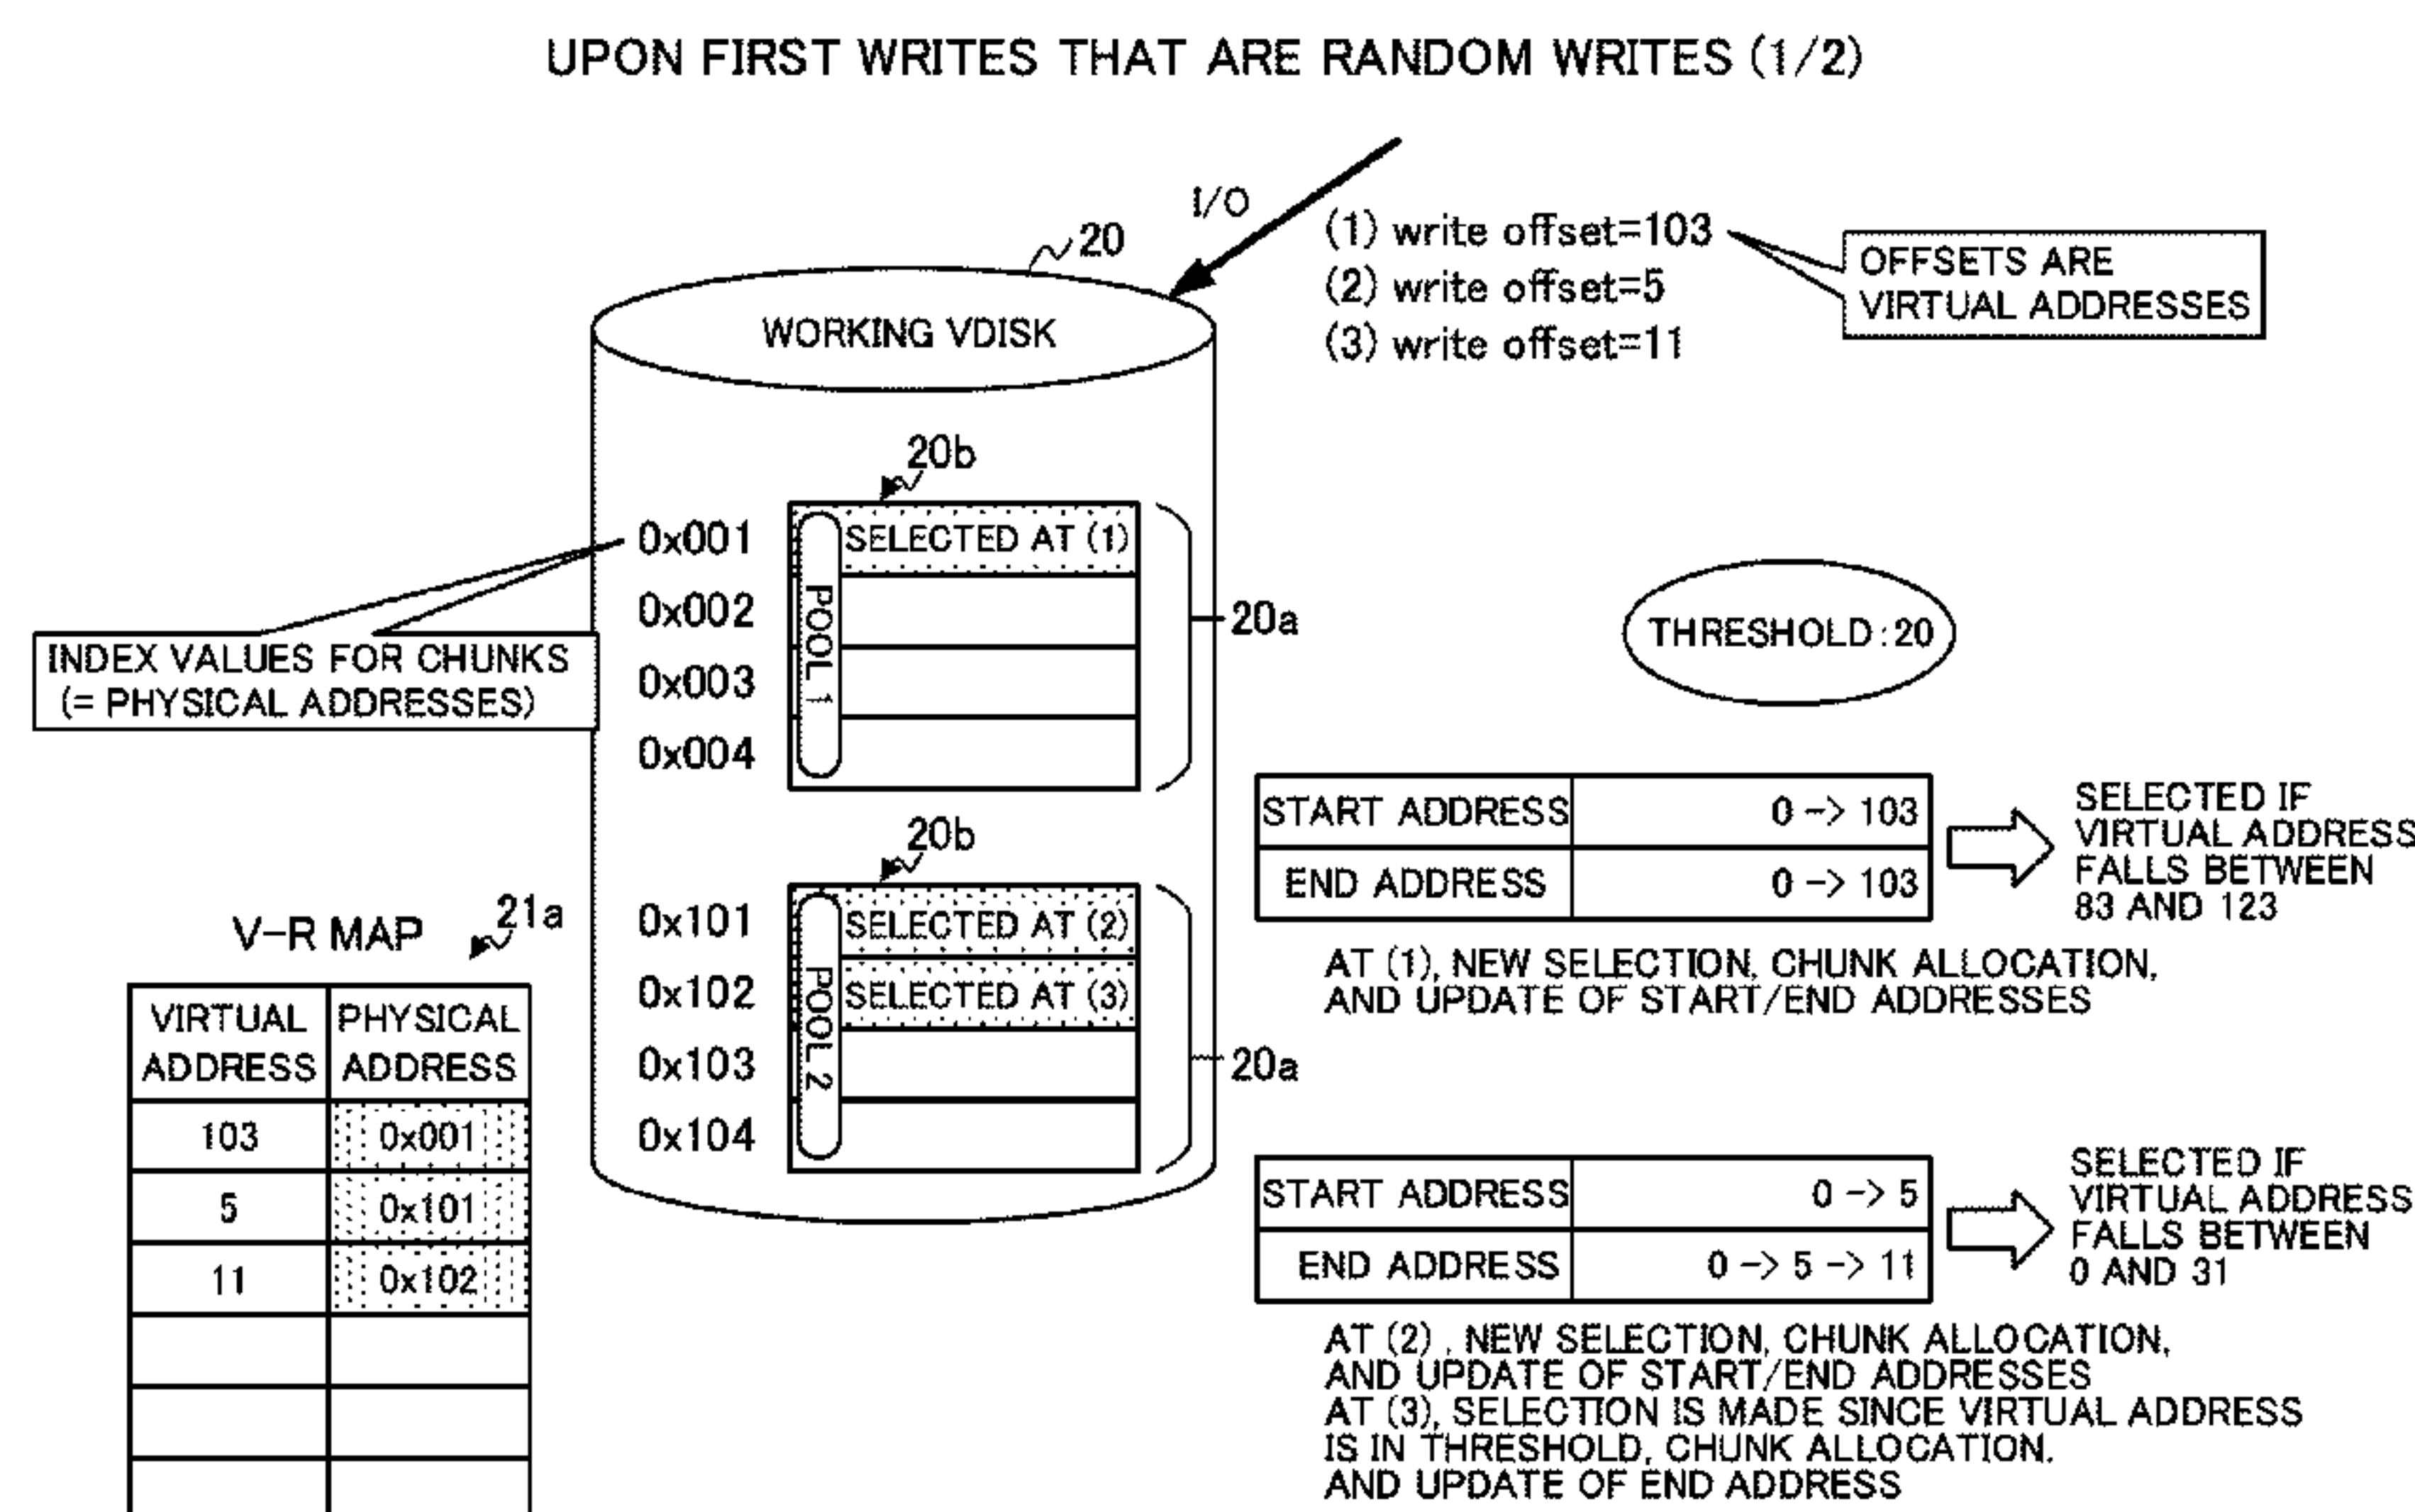 UPON FIRST WRITES THAT ARE RANDOM WRITES (1/2)
I/O
(1) write offset=103
(2) write offset=5
(3) write offset=11
OFFSETS ARE
VIRTUAL ADDRESSES
20
WORKING VDISK
20b
0x001
SELECTED AT (1)
0x002
0x003
0x004
POOL 1
20a
INDEX VALUES FOR CHUNKS
(= PHYSICAL ADDRESSES)
THRESHOLD:20
START ADDRESS
0 -> 103
END ADDRESS
0 -> 103
SELECTED IF
VIRTUAL ADDRESS
FALLS BETWEEN
83 AND 123
AT (1), NEW SELECTION, CHUNK ALLOCATION,
AND UPDATE OF START/END ADDRESSES
20b
0x101
SELECTED AT (2)
0x102
SELECTED AT (3)
0x103
0x104
POOL 2
20a
START ADDRESS
0 -> 5
END ADDRESS
0 -> 5 -> 11
SELECTED IF
VIRTUAL ADDRESS
FALLS BETWEEN
0 AND 31
AT (2), NEW SELECTION, CHUNK ALLOCATION,
AND UPDATE OF START/END ADDRESSES
AT (3), SELECTION IS MADE SINCE VIRTUAL ADDRESS
IS IN THRESHOLD, CHUNK ALLOCATION,
AND UPDATE OF END ADDRESS
V-R MAP
21a
VIRTUAL
ADDRESS
PHYSICAL
ADDRESS
103
0x001
5
0x101
11
0x102